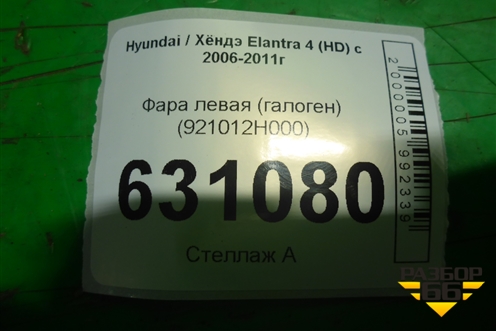 Hyundai / Хёндэ Elantra 4 (HD) с
2006-2011г
Фара левая (галоген)
(921012H000)
631080
Стеллаж А
2000005992339
РАЗБОР
66